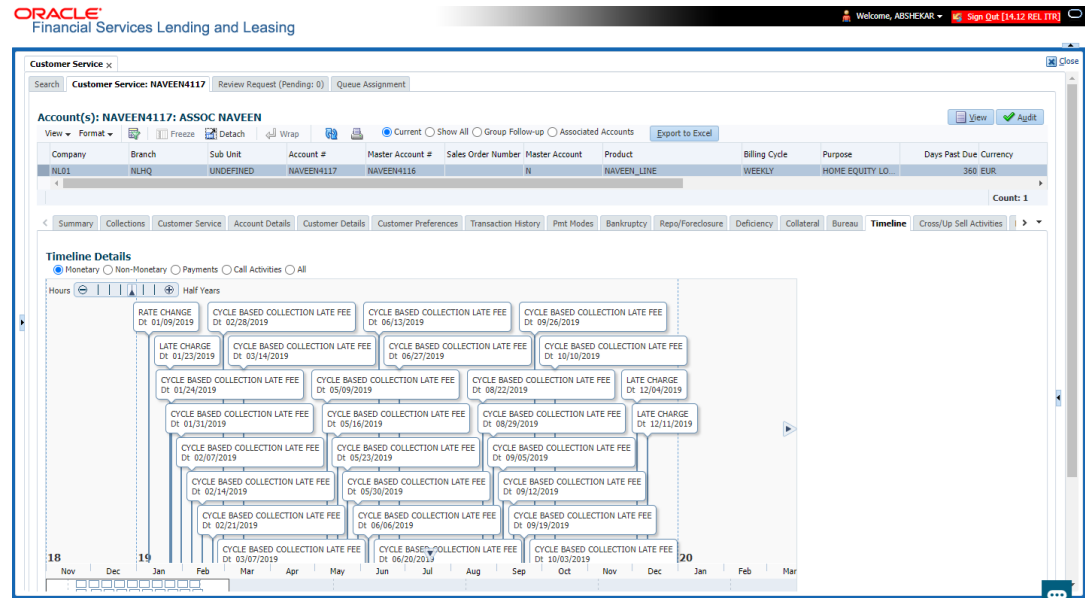 ORACLE
Financial Services Lending and Leasing
Welcome, ABSHEKAR
Sign Out [14.12 REL ITR]
Customer Service x
Close
Search Customer Service: NAVEEN4117 Review Request (Pending: 0) Queue Assignment
Account(s): NAVEEN4117: ASSOC NAVEEN
View Audit
View Format Freeze Detach Wrap Current Show All Group Follow-up Associated Accounts Export to Excel
Company Branch Sub Unit Account # Master Account # Sales Order Number Master Account Product Billing Cycle Purpose Days Past Due Currency
NL01 NLHQ UNDEFINED NAVEEN4117 NAVEEN4116 N NAVEEN_LINE WEEKLY HOME EQUITY LO... 360 EUR
Count: 1
Summary Collections Customer Service Account Details Customer Details Customer Preferences Transaction History Pmt Modes Bankruptcy Repo/Foreclosure Deficiency Collateral Bureau Timeline Cross/Up Sell Activities
Timeline Details
Monetary Non-Monetary Payments Call Activities All
Hours Half Years
RATE CHANGE CYCLE BASED COLLECTION LATE FEE CYCLE BASED COLLECTION LATE FEE CYCLE BASED COLLECTION LATE FEE
Dt 01/09/2019 Dt 02/28/2019 Dt 06/13/2019 Dt 09/26/2019
LATE CHARGE CYCLE BASED COLLECTION LATE FEE CYCLE BASED COLLECTION LATE FEE CYCLE BASED COLLECTION LATE FEE
Dt 01/23/2019 Dt 03/14/2019 Dt 06/27/2019 Dt 10/10/2019
CYCLE BASED COLLECTION LATE FEE CYCLE BASED COLLECTION LATE FEE CYCLE BASED COLLECTION LATE FEE LATE CHARGE
Dt 01/24/2019 Dt 05/09/2019 Dt 08/22/2019 Dt 12/04/2019
CYCLE BASED COLLECTION LATE FEE CYCLE BASED COLLECTION LATE FEE CYCLE BASED COLLECTION LATE FEE LATE CHARGE
Dt 01/31/2019 Dt 05/16/2019 Dt 08/29/2019 Dt 12/11/2019
CYCLE BASED COLLECTION LATE FEE CYCLE BASED COLLECTION LATE FEE CYCLE BASED COLLECTION LATE FEE
Dt 02/07/2019 Dt 05/23/2019 Dt 09/05/2019
CYCLE BASED COLLECTION LATE FEE CYCLE BASED COLLECTION LATE FEE CYCLE BASED COLLECTION LATE FEE
Dt 02/14/2019 Dt 05/30/2019 Dt 09/12/2019
CYCLE BASED COLLECTION LATE FEE CYCLE BASED COLLECTION LATE FEE CYCLE BASED COLLECTION LATE FEE
Dt 02/21/2019 Dt 06/06/2019 Dt 09/19/2019
CYCLE BASED COLLECTION LATE FEE CYCLE BASED COLLECTION LATE FEE CYCLE BASED COLLECTION LATE FEE
Dt 03/07/2019 Dt 06/20/2019 Dt 10/03/2019
18 19 20
Nov Dec Jan Feb Mar Apr May Jun Jul Aug Sep Oct Nov Dec Jan Feb Mar